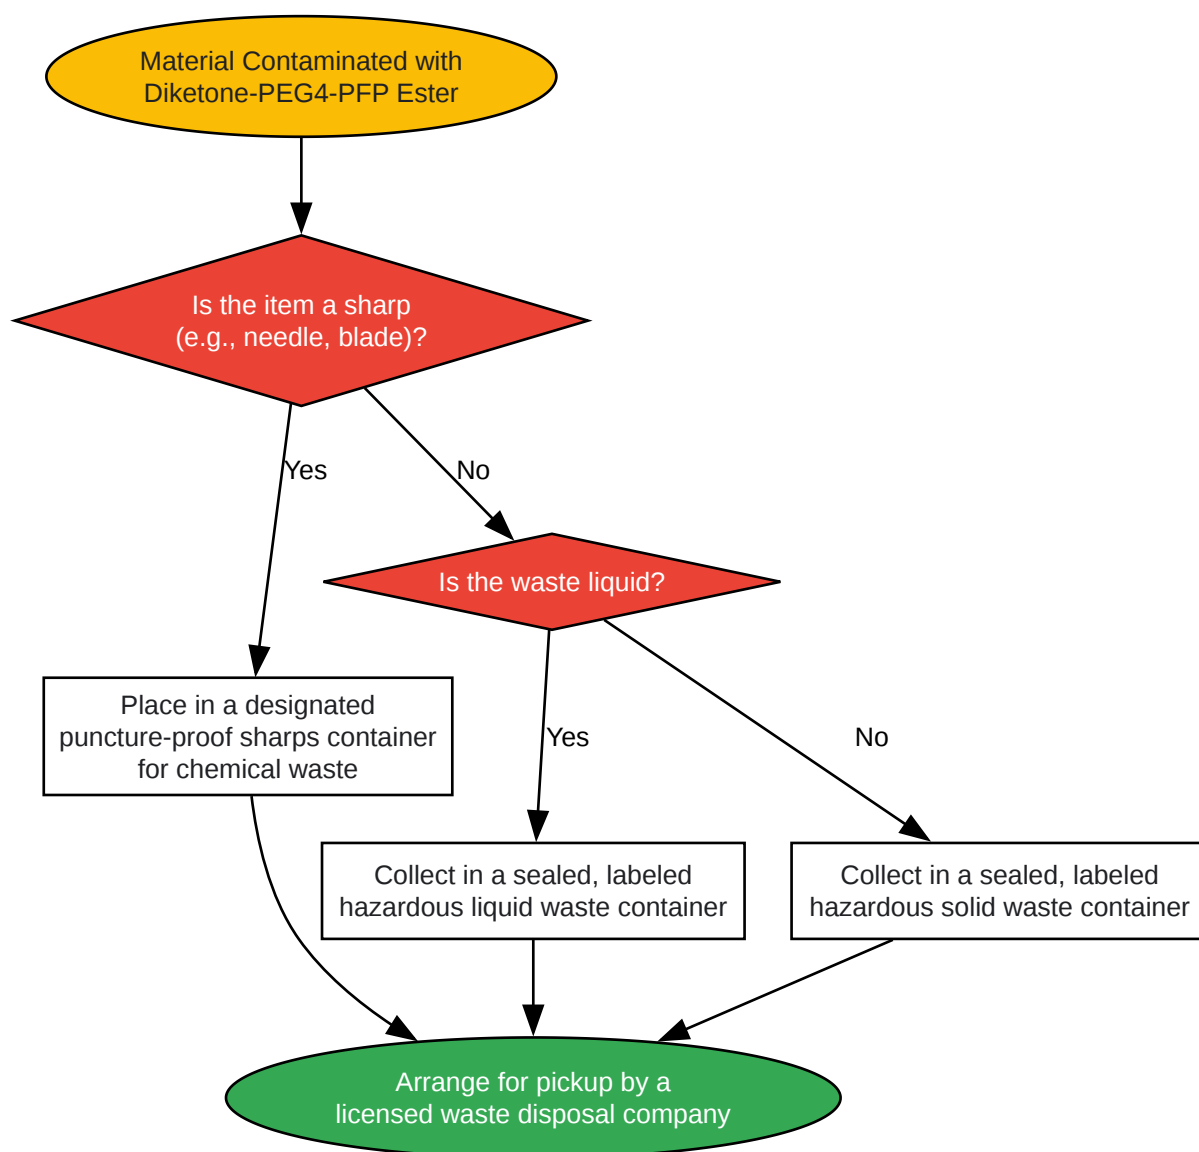 Material Contaminated with
Diketone-PEG4-PFP Ester
Is the item a sharp
(e.g., needle, blade)?
Yes
No
Is the waste liquid?
Place in a designated
puncture-proof sharps container
for chemical waste
Yes
No
Collect in a sealed, labeled
hazardous liquid waste container
Collect in a sealed, labeled
hazardous solid waste container
Arrange for pickup by a
licensed waste disposal company